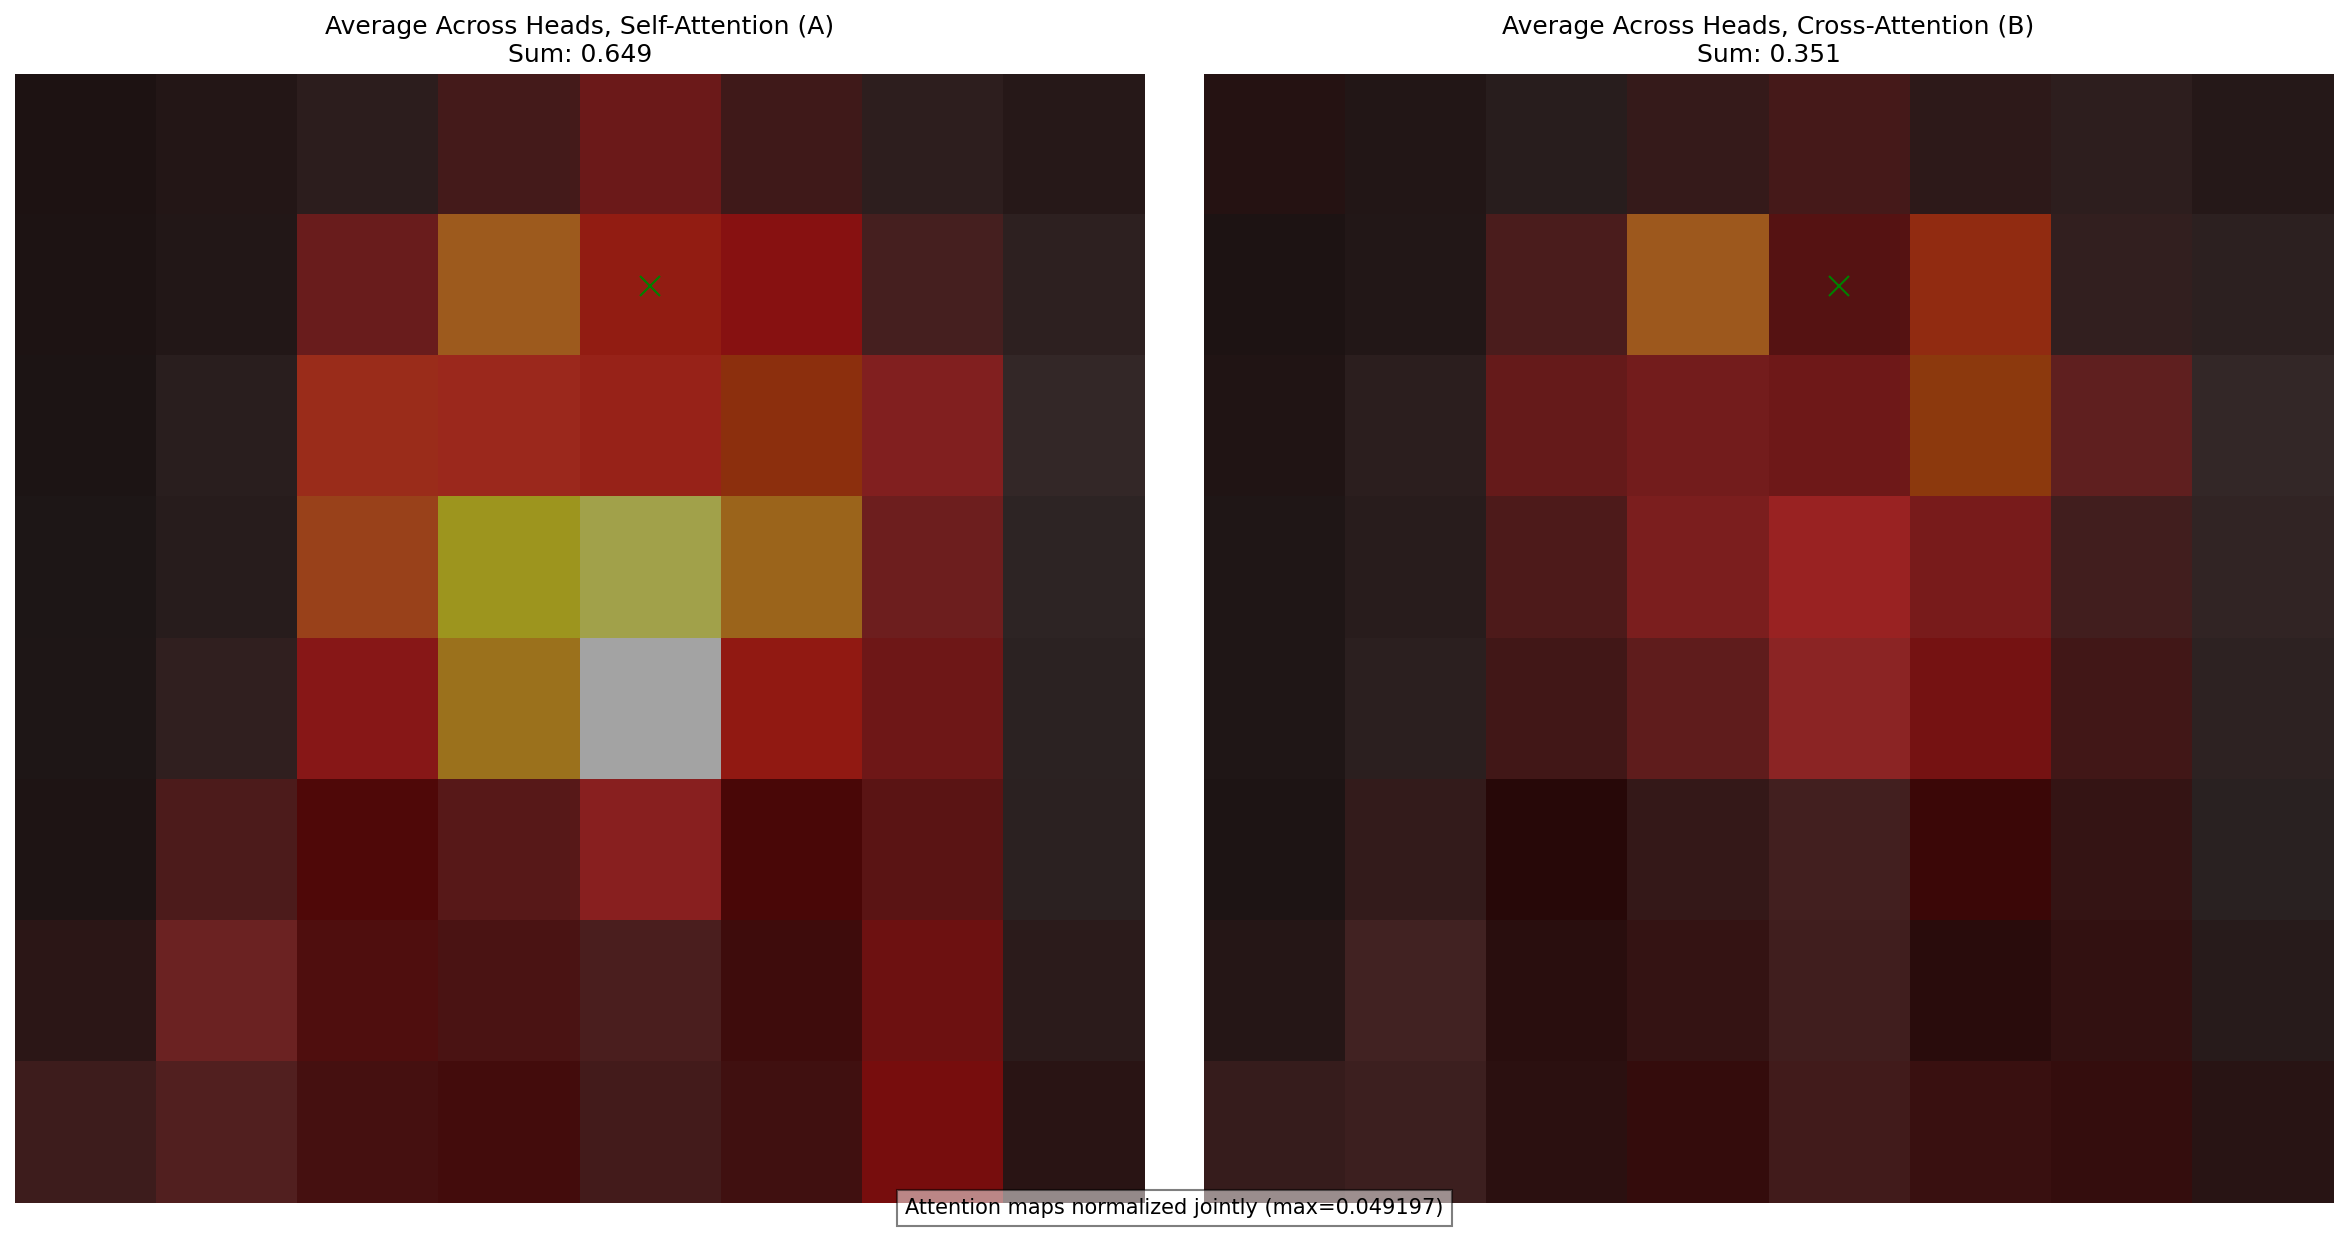 Average Across Heads, Self-Attention (A)
Sum: 0.649
Average Across Heads, Cross-Attention (B)
Sum: 0.351
Attention maps normalized jointly (max=0.049197)